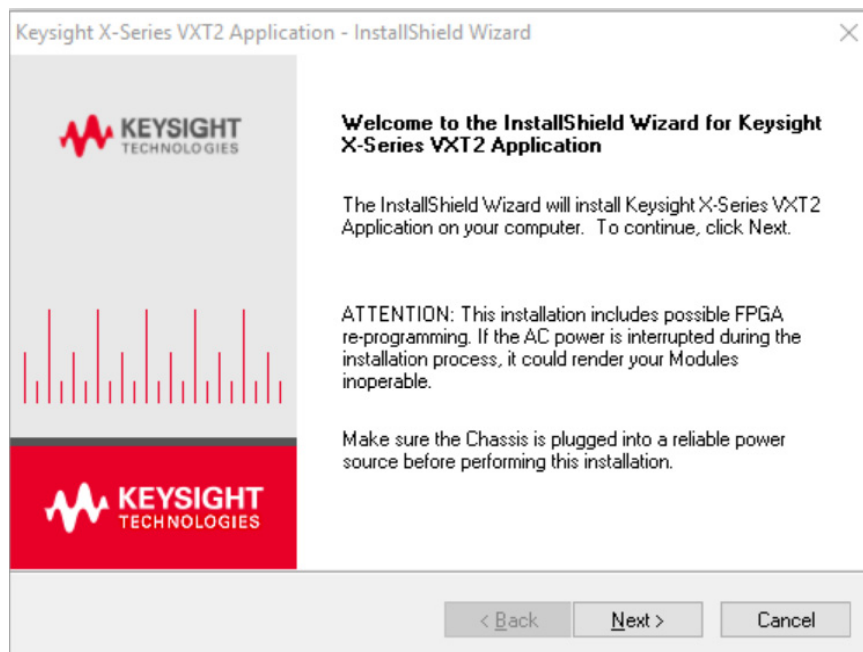 Keysight X-Series VXT2 Application - InstallShield Wizard
KEYSIGHT
TECHNOLOGIES
Welcome to the InstallShield Wizard for Keysight
X-Series VXT2 Application
The InstallShield Wizard will install Keysight X-Series VXT2
Application on your computer.  To continue, click Next.
ATTENTION: This installation includes possible FPGA
re-programming. If the AC power is interrupted during the
installation process, it could render your Modules
inoperable.
Make sure the Chassis is plugged into a reliable power
source before performing this installation.
KEYSIGHT
TECHNOLOGIES
< Back
Next >
Cancel